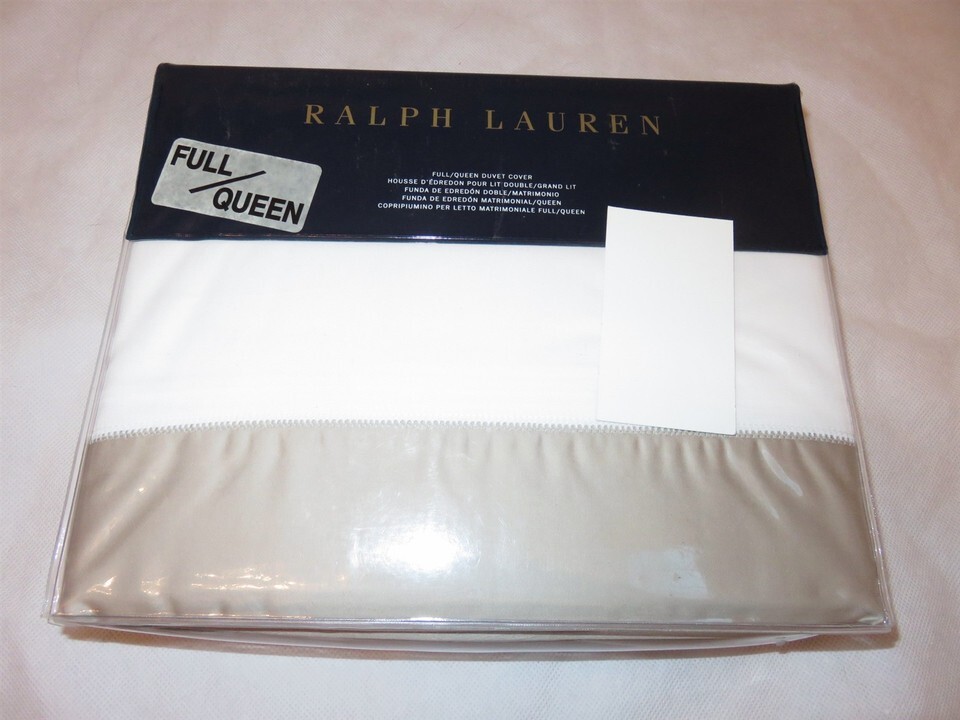 RALPH LAUREN
FULL/QUEEN
FULL/QUEEN DUVET COVER
HOUSSE D'ÉDREDON POUR LIT DOUBLE/GRAND LIT
FUNDA DE EDREDÓN DOBLE/MATRIMONIO
FUNDA DE EDREDÓN MATRIMONIAL/QUEEN
COPRIPIUMINO PER LETTO MATRIMONIALE FULL/QUEEN